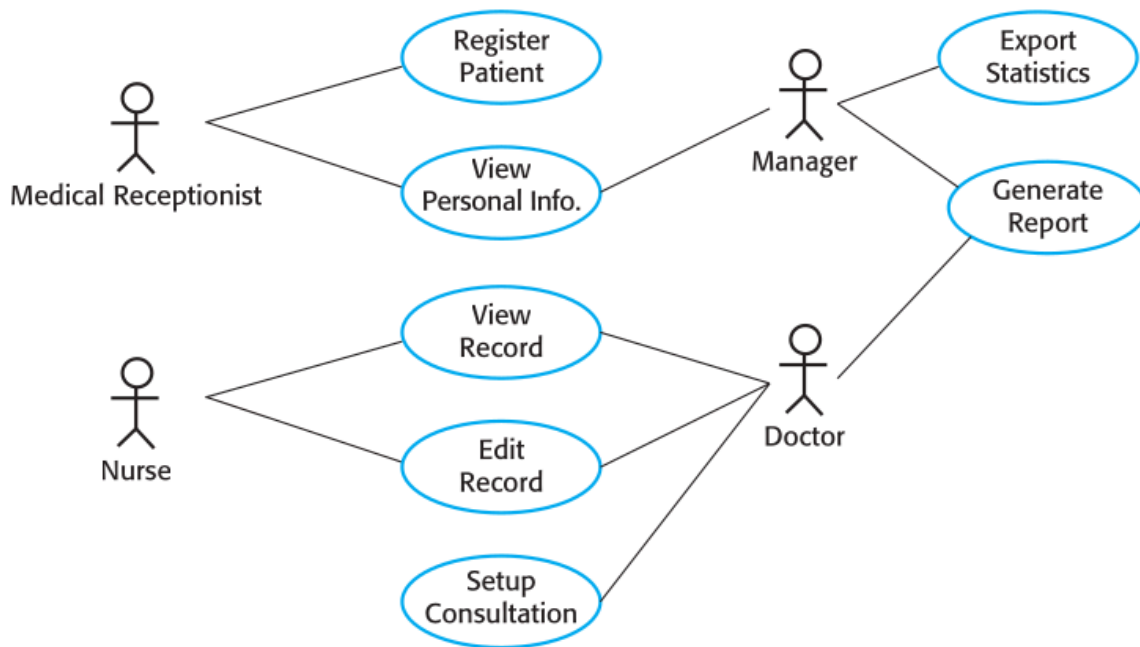 Register
Patient
Export
Statistics
Medical Receptionist
View
Personal Info.
Manager
Generate
Report
View
Record
Nurse
Edit
Record
Doctor
Setup
Consultation